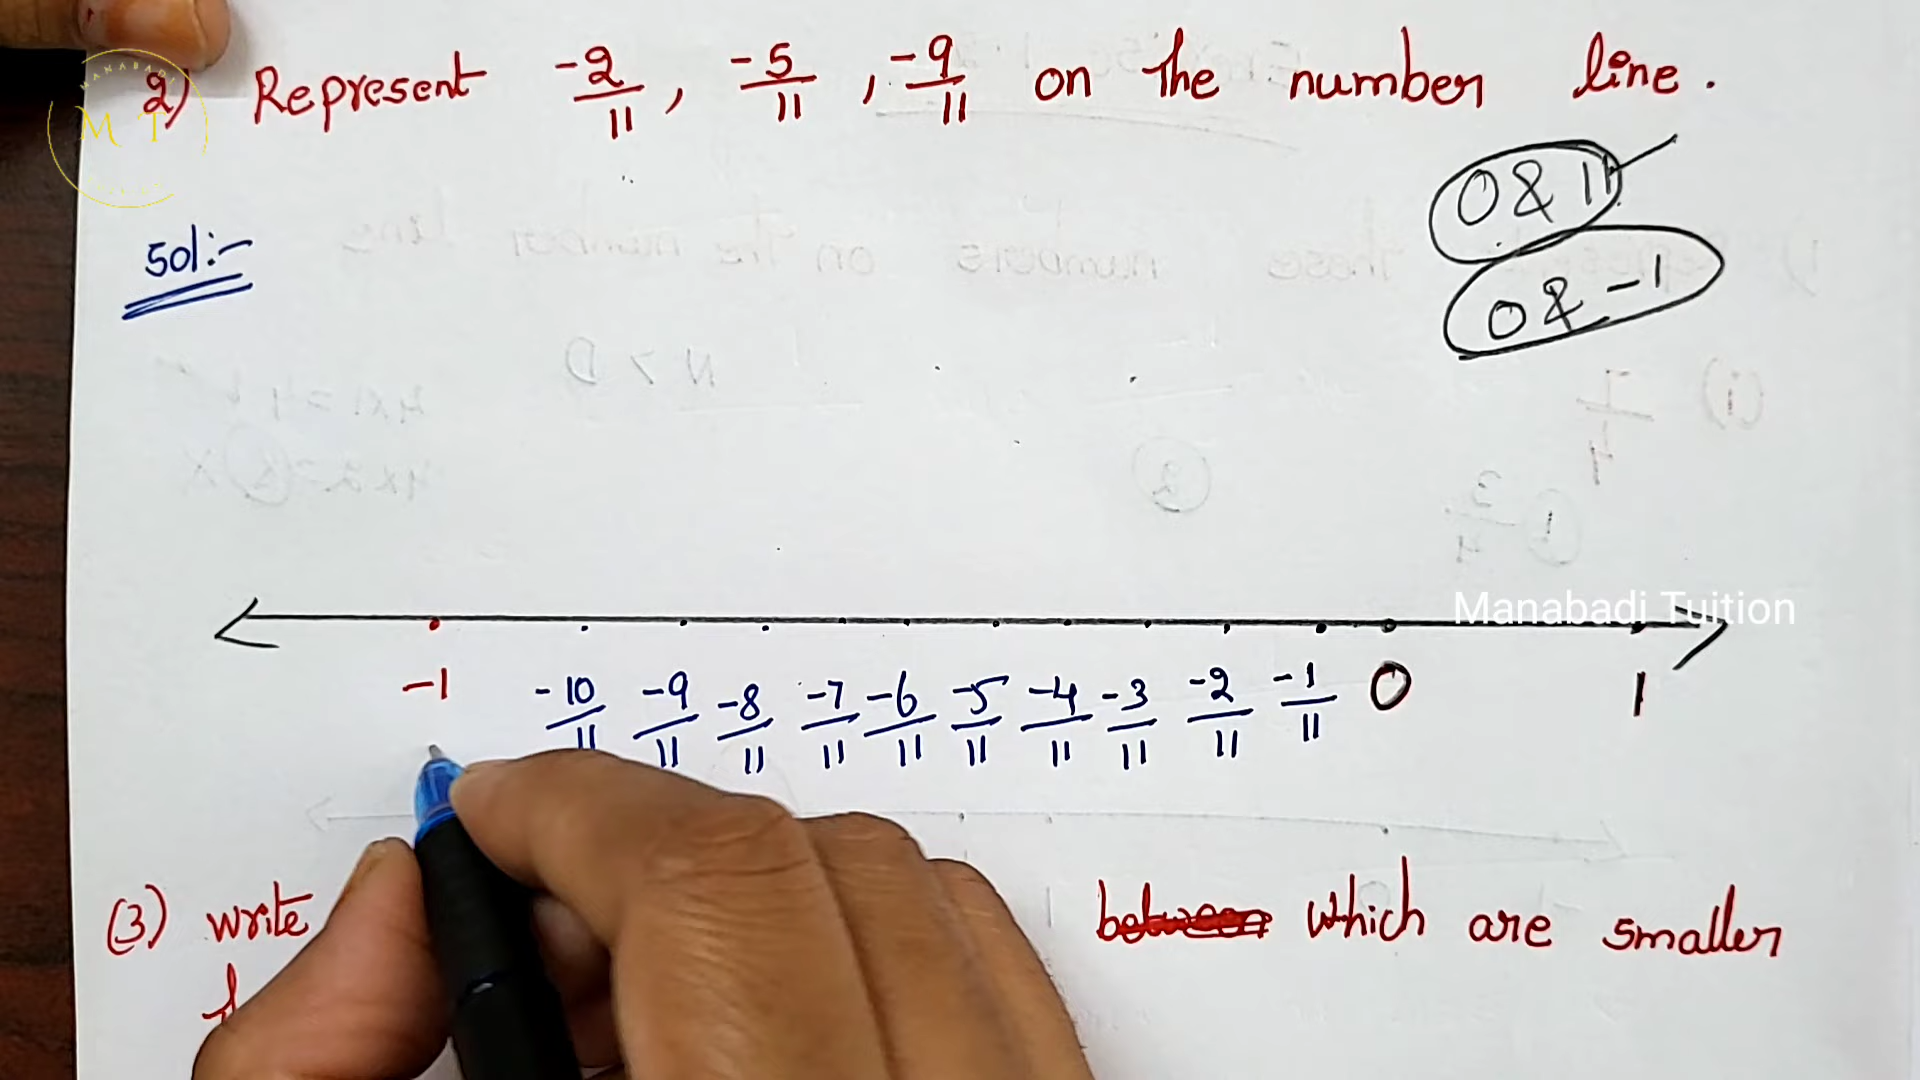 2) Represent -2/11, -5/11, -9/11 on the number line.
0 & 11
Sol:-
0 & -1
Manabadi Tuition
-1 -10/11 -9/11 -8/11 -7/11 -6/11 -5/11 -4/11 -3/11 -2/11 -1/11 0 1
(3) write which are smaller
MANABADI
M T